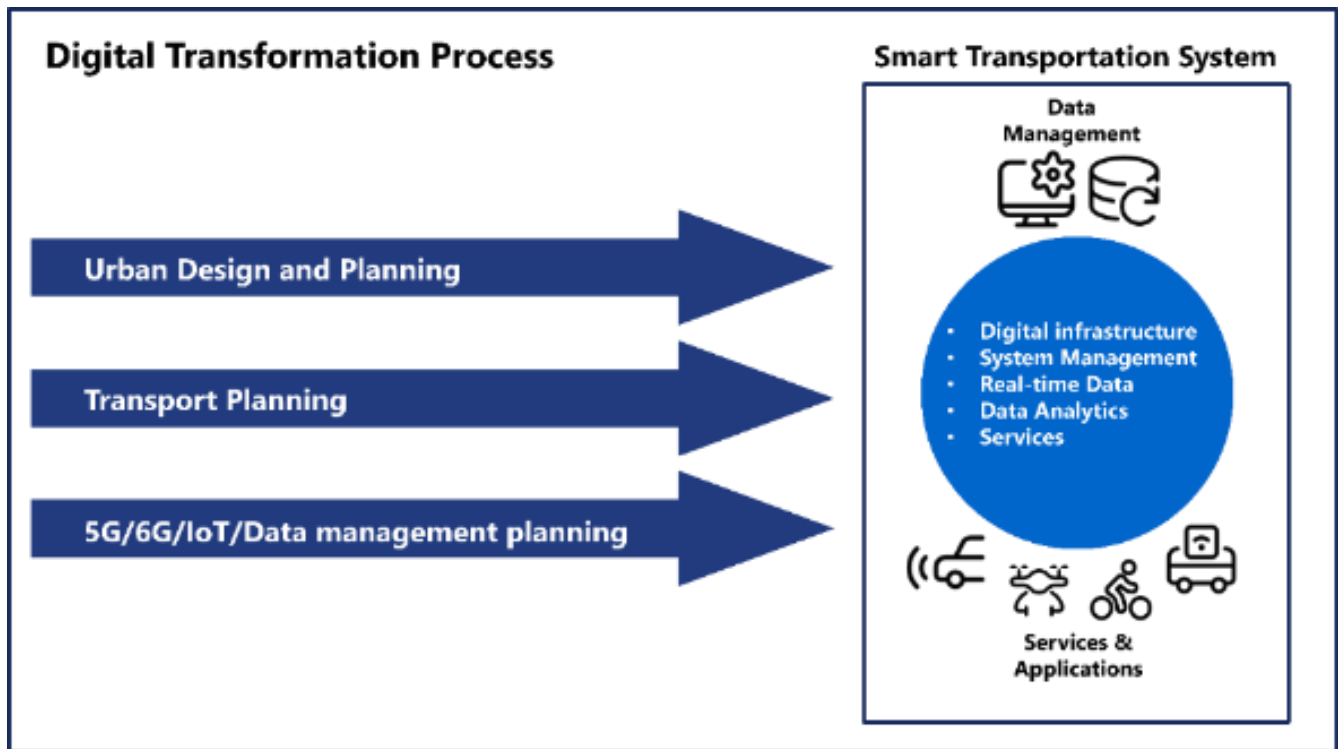 Digital Transformation Process
Smart Transportation System
Data
Management
Urban Design and Planning
Transport Planning
5G/6G/IoT/Data management planning
• Digital infrastructure
• System Management
• Real-time Data
• Data Analytics
• Services
Services &
Applications